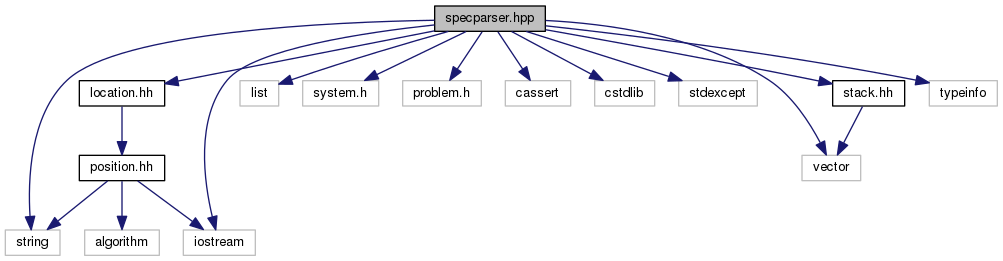 specparser.hpp
location.hh
list
system.h
problem.h
cassert
cstdlib
stdexcept
stack.hh
typeinfo
position.hh
vector
string
algorithm
iostream